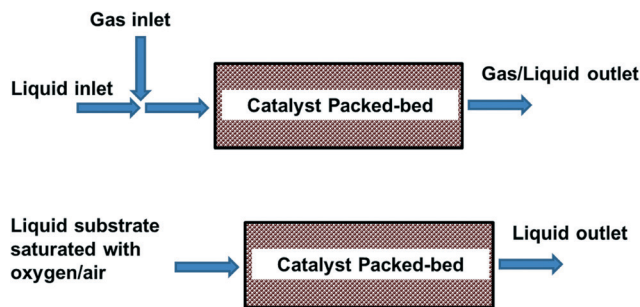 Gas inlet
Liquid inlet
Catalyst Packed-bed
Gas/Liquid outlet
Liquid substrate
saturated with
oxygen/air
Catalyst Packed-bed
Liquid outlet